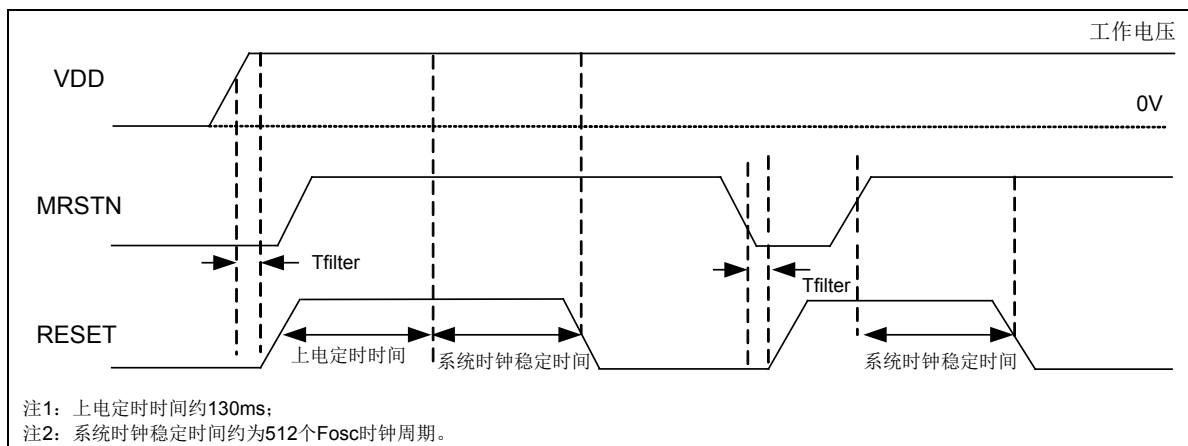 工作电压
VDD
0V
MRSTN
Tfilter
Tfilter
RESET
上电定时时间
系统时钟稳定时间
系统时钟稳定时间
注1：上电定时时间约130ms；
注2：系统时钟稳定时间约为512个Fosc时钟周期。